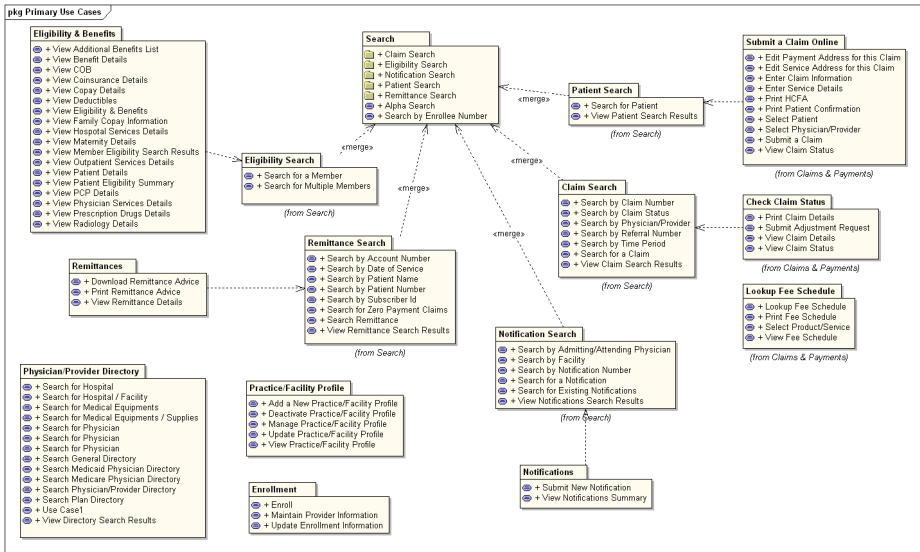 pkg Primary Use Cases
Eligibility & Benefits
+ View Additional Benefits List
+ View Benefit Details
+ View COB
+ View Coinsurance Details
+ View Copay Details
+ View Deductibles
+ View Eligibility & Benefits
+ View Family Copay Information
+ View Hospotal Services Details
+ View Maternity Details
+ View Member Eligibility Search Results
+ View Outpatient Services Details
+ View Patient Details
+ View Patient Eligibility Summary
+ View PCP Details
+ View Physician Services Details
+ View Prescription Drugs Details
+ View Radiology Details
Search
+ Claim Search
+ Eligibility Search
+ Notification Search
+ Patient Search
+ Remittance Search
+ Alpha Search
+ Search by Enrollee Number
«merge»
«merge»
«merge»
«merge»
«merge»
Patient Search
+ Search for Patient
+ View Patient Search Results
(from Search)
Submit a Claim Online
+ Edit Payment Address for this Claim
+ Edit Service Address for this Claim
+ Enter Claim Information
+ Enter Service Details
+ Print HCFA
+ Print Patient Confirmation
+ Select Patient
+ Select Physician/Provider
+ Submit a Claim
+ View Claim Status
(from Claims & Payments)
Eligibility Search
+ Search for a Member
+ Search for Multiple Members
(from Search)
Claim Search
+ Search by Claim Number
+ Search by Claim Status
+ Search by Physician/Provider
+ Search by Referral Number
+ Search by Time Period
+ Search for a Claim
+ View Claim Search Results
(from Search)
Check Claim Status
+ Print Claim Details
+ Submit Adjustment Request
+ View Claim Details
+ View Claim Status
(from Claims & Payments)
Remittances
+ Download Remittance Advice
+ Print Remittance Advice
+ View Remittance Details
Remittance Search
+ Search by Account Number
+ Search by Date of Service
+ Search by Patient Name
+ Search by Patient Number
+ Search by Subscriber Id
+ Search for Zero Payment Claims
+ Search Remittance
+ View Remittance Search Results
(from Search)
Lookup Fee Schedule
+ Lookup Fee Schedule
+ Print Fee Schedule
+ Select Product/Service
+ View Fee Schedule
(from Claims & Payments)
Notification Search
+ Search by Admitting/Attending Physician
+ Search by Facility
+ Search by Notification Number
+ Search for a Notification
+ Search for Existing Notifications
+ View Notifications Search Results
(from Search)
Physician/Provider Directory
+ Search for Hospital
+ Search for Hospital / Facility
+ Search for Medical Equipments
+ Search for Medical Equipments / Supplies
+ Search for Physician
+ Search for Physician
+ Search for Physician
+ Search General Directory
+ Search Medicaid Physician Directory
+ Search Medicare Physician Directory
+ Search Physician/Provider Directory
+ Search Plan Directory
+ Use Case1
+ View Directory Search Results
Practice/Facility Profile
+ Add a New Practice/Facility Profile
+ Deactivate Practice/Facility Profile
+ Manage Practice/Facility Profile
+ Update Practice/Facility Profile
+ View Practice/Facility Profile
Enrollment
+ Enroll
+ Maintain Provider Information
+ Update Enrollment Information
Notifications
+ Submit New Notification
+ View Notifications Summary